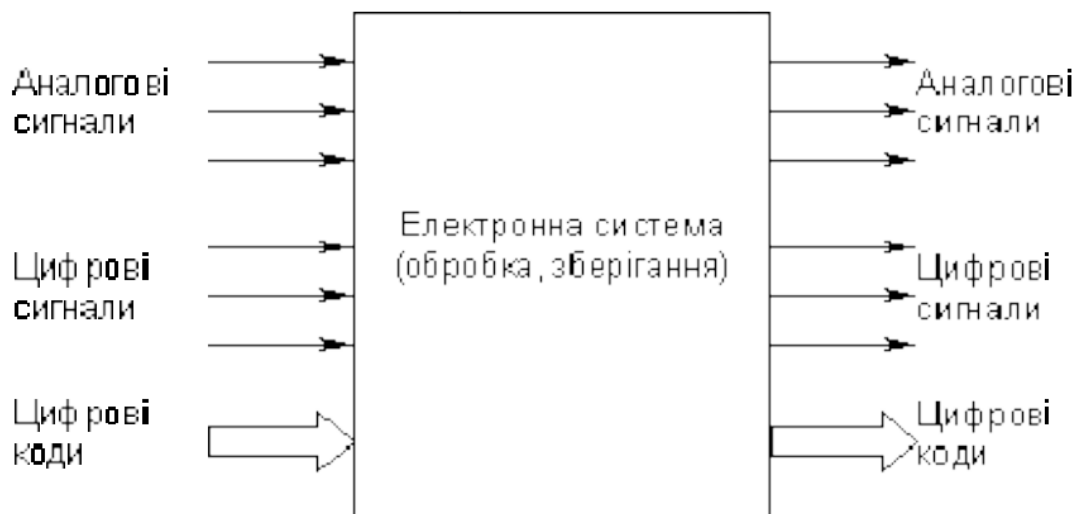 Аналогові
сигнали
Цифрові
сигнали
Цифрові
коди
Електронна система
(обробка, зберігання)
Аналогові
сигнали
Цифрові
сигнали
Цифрові
коди